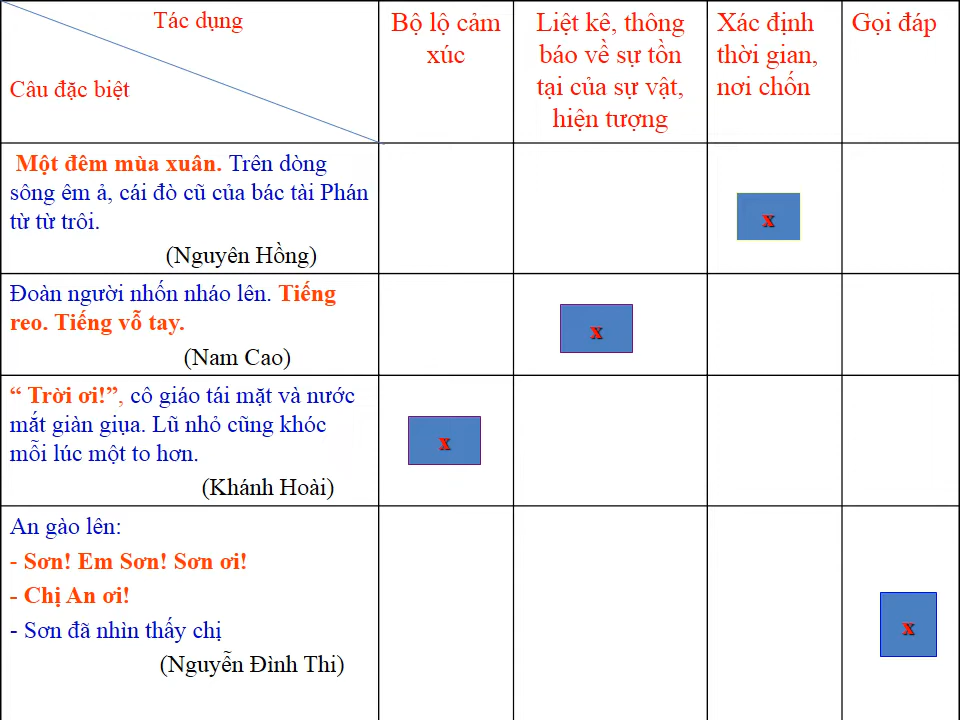 Tác dụng
Câu đặc biệt
Bộ lộ cảm
xúc
Liệt kê, thông
báo về sự tồn
tại của sự vật,
hiện tượng
Xác định
thời gian,
nơi chốn
Gọi đáp
Một đêm mùa xuân. Trên dòng
sông êm ả, cái đò cũ của bác tài Phán
từ từ trôi.
(Nguyên Hồng)
x
Đoàn người nhốn nháo lên. Tiếng
reo. Tiếng vỗ tay.
(Nam Cao)
x
“ Trời ơi!”, cô giáo tái mặt và nước
mắt giàn giụa. Lũ nhỏ cũng khóc
mỗi lúc một to hơn.
(Khánh Hoài)
x
An gào lên:
- Sơn! Em Sơn! Sơn ơi!
- Chị An ơi!
- Sơn đã nhìn thấy chị
(Nguyễn Đình Thi)
x